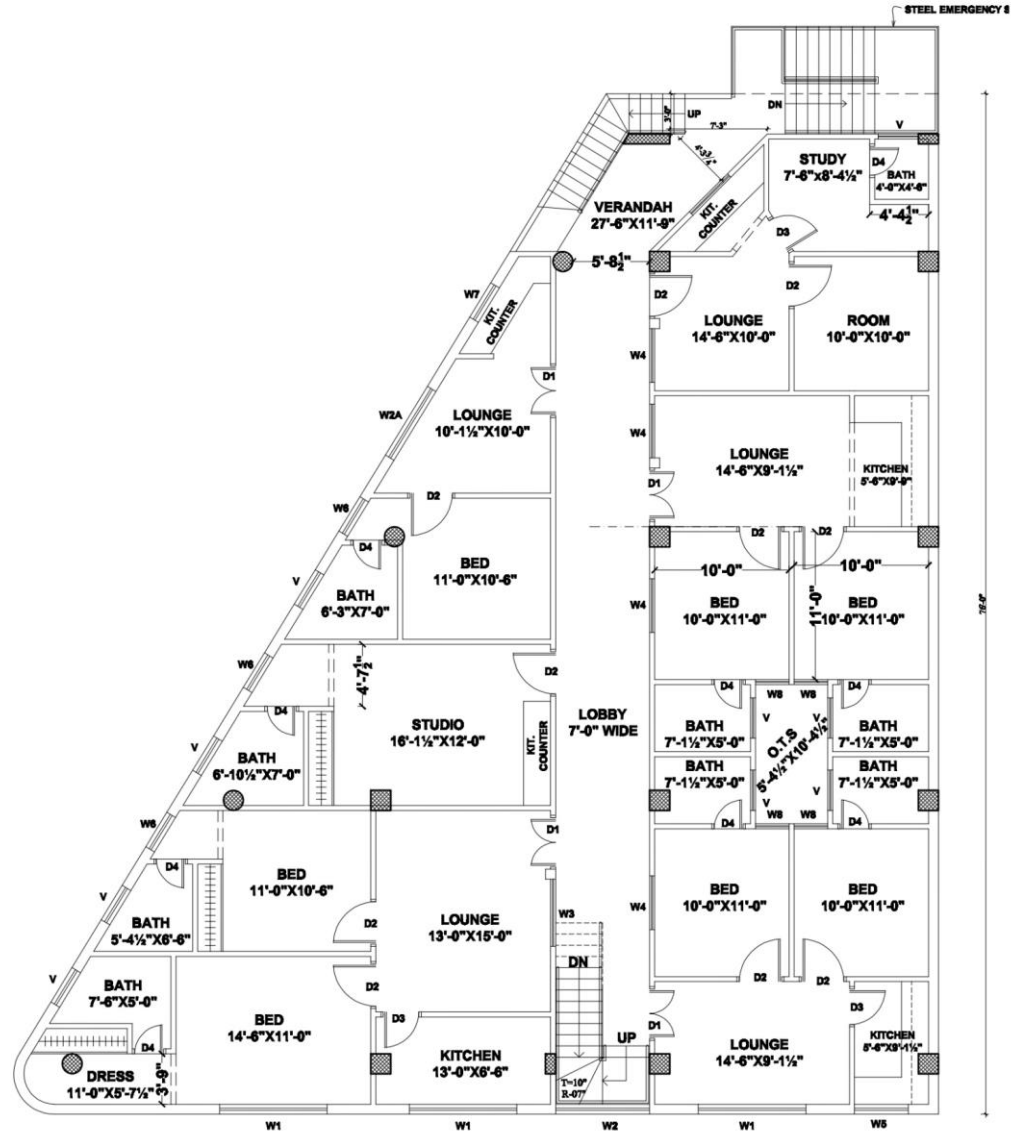 STEEL EMERGENCY S
DN
UP
3'-0"
7'-3"
V
STUDY
7'-6"x8'-4½"
D4
BATH
4'-0"X4'-6"
4'-3¾"
VERANDAH
27'-6"X11'-9"
KIT.
COUNTER
4'-4½"
D3
5'-8½"
D2
D2
W7
KIT.
COUNTER
LOUNGE
14'-6"X10'-0"
ROOM
10'-0"X10'-0"
W4
D1
W2A
LOUNGE
10'-1½"X10'-0"
W4
LOUNGE
14'-6"X9'-1½"
KITCHEN
5'-6"X9'-9"
D1
D2
W6
D4
D2
D2
BED
11'-0"X10'-6"
10'-0"
10'-0"
11'-0"
V
BATH
6'-3"X7'-0"
W4
BED
10'-0"X11'-0"
BED
10'-0"X11'-0"
76'-0"
W6
4'-7½"
D2
D4
W8
W8
D4
D4
STUDIO
16'-1½"X12'-0"
KIT.
COUNTER
LOBBY
7'-0" WIDE
BATH
7'-1½"X5'-0"
V
V
O.T.S
5'-4½"X10'-4½"
BATH
7'-1½"X5'-0"
V
BATH
6'-10½"X7'-0"
BATH
7'-1½"X5'-0"
V
V
BATH
7'-1½"X5'-0"
W6
D1
D4
W8
W8
D4
D4
BED
11'-0"X10'-6"
V
BATH
5'-4½"X6'-6"
D2
LOUNGE
13'-0"X15'-0"
W3
W4
BED
10'-0"X11'-0"
BED
10'-0"X11'-0"
DN
V
BATH
7'-6"X5'-0"
D2
D2
D2
BED
14'-6"X11'-0"
D3
D1
D3
UP
D4
KITCHEN
13'-0"X6'-6"
LOUNGE
14'-6"X9'-1½"
KITCHEN
5'-6"X9'-1½"
DRESS
11'-0"X5'-7½"
3'-9"
T=10"
R-07"
W1
W1
W2
W1
W5